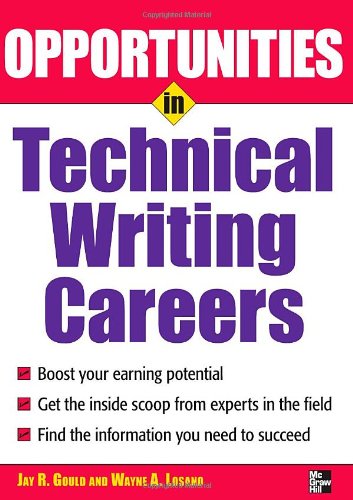 OPPORTUNITIES
in
Technical
Writing
Careers
Boost your earning potential
Get the inside scoop from experts in the field
Find the information you need to succeed
JAY R. GOULD AND WAYNE A. LOSANO
Mc
Graw
Hill